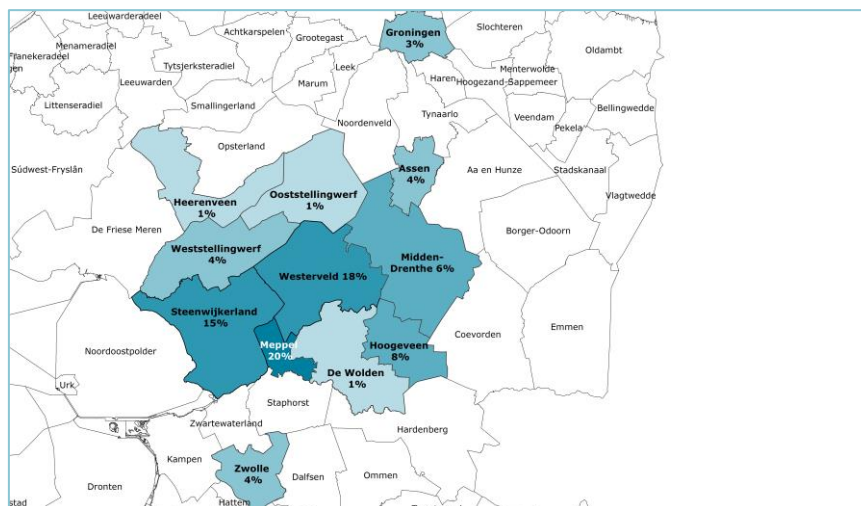 Leeuwarderadeel
Achtkarspelen
Groningen
3%
Slochteren
Grootegast
Franekeradeel
Menameradiel
Oldambt
Tytsjerksteradiel
Leek
Menterwolde
Leeuwarden
Marum
Haren
Hoogezand-Sappemeer
Littenseradiel
Smallingerland
Bellingwedde
Tynaarlo
Veendam
Noordenveld
Pekela
Opsterland
Súdwest-Fryslân
Assen
4%
Aa en Hunze
Stadskanaal
Vlagtwedde
Heerenveen
1%
Ooststellingwerf
1%
De Friese Meren
Borger-Odoorn
Weststellingwerf
4%
Midden-
Drenthe 6%
Westerveld 18%
Steenwijkerland
15%
Emmen
Coevorden
Meppel
20%
Hoogeveen
8%
Noordoostpolder
De Wolden
1%
Urk
Staphorst
Zwartewaterland
Hardenberg
Kampen
Zwolle
4%
Dalfsen
Ommen
Dronten
Hattem
stad